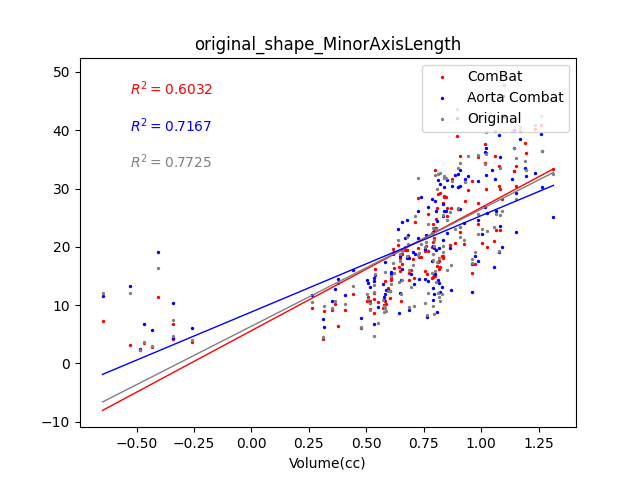 original_shape_MinorAxisLength
R² = 0.6032
R² = 0.7167
R² = 0.7725
ComBat
Aorta Combat
Original
50
40
30
20
10
0
−10
−0.50
−0.25
0.00
0.25
0.50
0.75
1.00
1.25
Volume(cc)